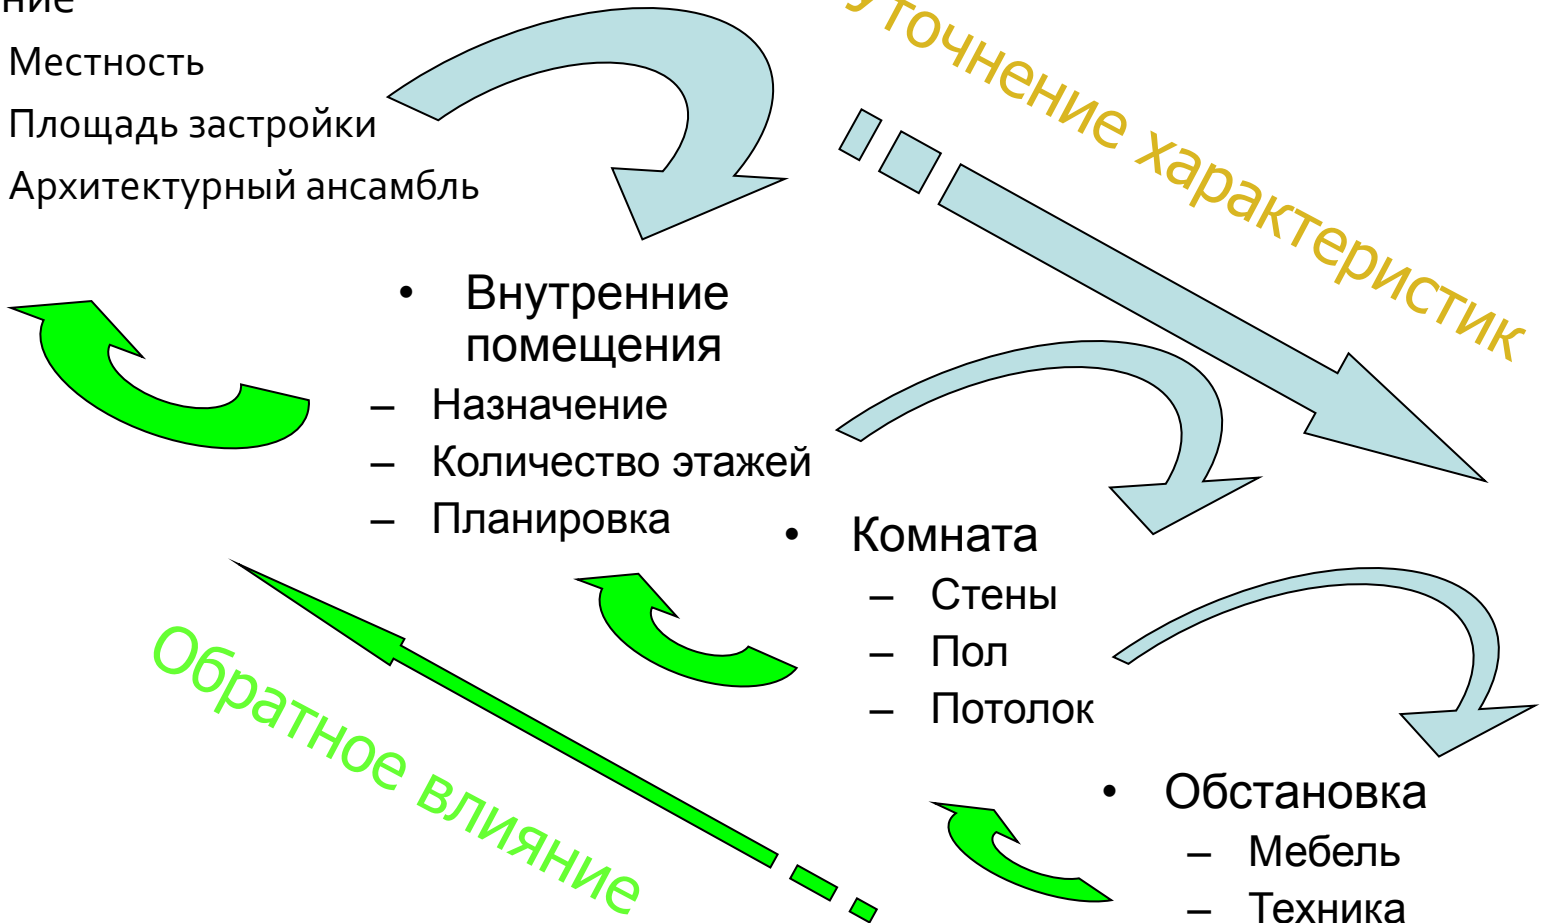 ние
Местность
Площадь застройки
Архитектурный ансамбль
Уточнение характеристик
• Внутренние
помещения
– Назначение
– Количество этажей
– Планировка
• Комната
– Стены
– Пол
– Потолок
Обратное влияние
• Обстановка
– Мебель
– Техника